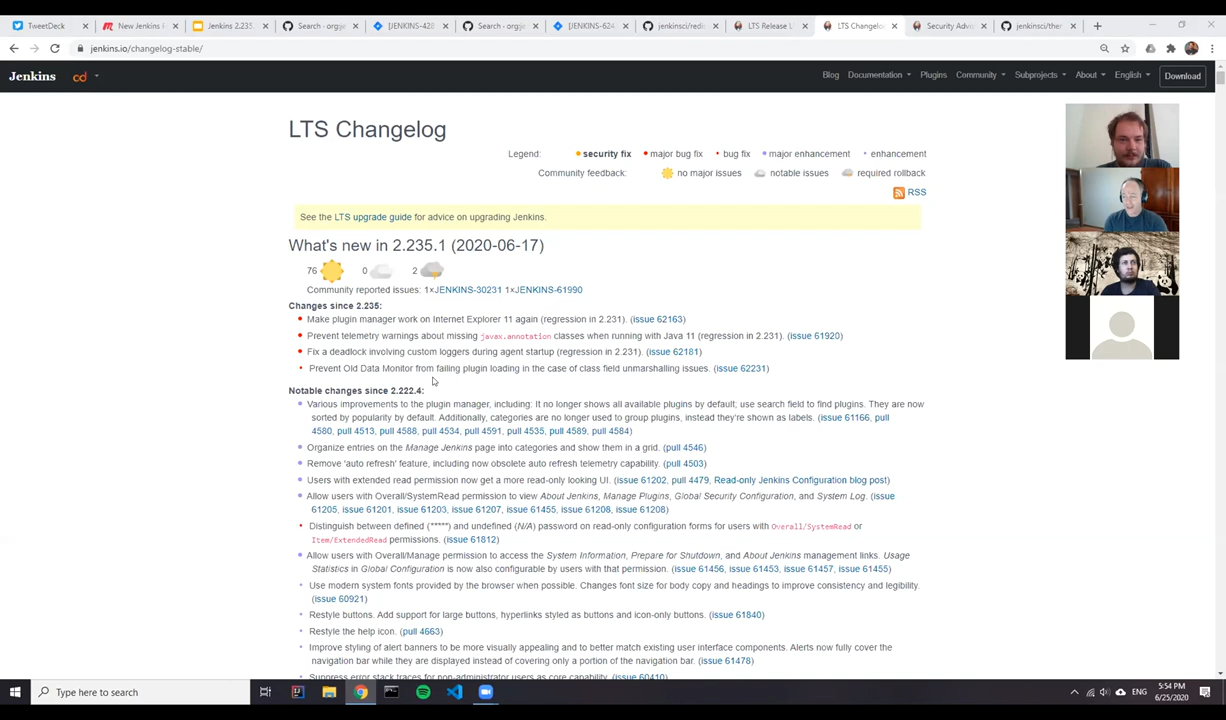 TweetDeck
New Jenkins R
Jenkins 2.235.
Search · orgje
[JENKINS-428
Search · orgje
[JENKINS-624
jenkinsci/redi
LTS Release L
LTS Changelo
Security Advi
jenkinsci/then
jenkins.io/changelog-stable/
Jenkins
cd
Blog Documentation Plugins Community Subprojects About English Download
LTS Changelog
Legend: security fix major bug fix bug fix major enhancement enhancement
Community feedback: no major issues notable issues required rollback
RSS
See the LTS upgrade guide for advice on upgrading Jenkins.
What's new in 2.235.1 (2020-06-17)
76 0 2
Community reported issues: 1×JENKINS-30231 1×JENKINS-61990
Changes since 2.235:
Make plugin manager work on Internet Explorer 11 again (regression in 2.231). (issue 62163)
Prevent telemetry warnings about missing javax.annotation classes when running with Java 11 (regression in 2.231). (issue 61920)
Fix a deadlock involving custom loggers during agent startup (regression in 2.231). (issue 62181)
Prevent Old Data Monitor from failing plugin loading in the case of class field unmarshalling issues. (issue 62231)
Notable changes since 2.222.4:
Various improvements to the plugin manager, including: It no longer shows all available plugins by default; use search field to find plugins. They are now
sorted by popularity by default. Additionally, categories are no longer used to group plugins, instead they're shown as labels. (issue 61166, pull
4580, pull 4513, pull 4588, pull 4534, pull 4591, pull 4535, pull 4589, pull 4584)
Organize entries on the Manage Jenkins page into categories and show them in a grid. (pull 4546)
Remove 'auto refresh' feature, including now obsolete auto refresh telemetry capability. (pull 4503)
Users with extended read permission now get a more read-only looking UI. (issue 61202, pull 4479, Read-only Jenkins Configuration blog post)
Allow users with Overall/SystemRead permission to view About Jenkins, Manage Plugins, Global Security Configuration, and System Log. (issue
61205, issue 61201, issue 61203, issue 61207, issue 61455, issue 61208, issue 61208)
Distinguish between defined (*****) and undefined (N/A) password on read-only configuration forms for users with Overall/SystemRead or
Item/ExtendedRead permissions. (issue 61812)
Allow users with Overall/Manage permission to access the System Information, Prepare for Shutdown, and About Jenkins management links. Usage
Statistics in Global Configuration is now also configurable by users with that permission. (issue 61456, issue 61453, issue 61457, issue 61455)
Use modern system fonts provided by the browser when possible. Changes font size for body copy and headings to improve consistency and legibility.
(issue 60921)
Restyle buttons. Add support for large buttons, hyperlinks styled as buttons and icon-only buttons. (issue 61840)
Restyle the help icon. (pull 4663)
Improve styling of alert banners to be more visually appealing and to better match existing user interface components. Alerts now fully cover the
navigation bar while they are displayed instead of covering only a portion of the navigation bar. (issue 61478)
Suppress error stack traces for non-administrator users as core capability. (issue 60410)
Type here to search
ENG
5:54 PM
6/25/2020